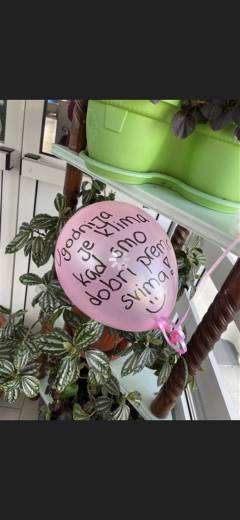 Ugodnija
je klima
kad smo
dobri prema
svima!